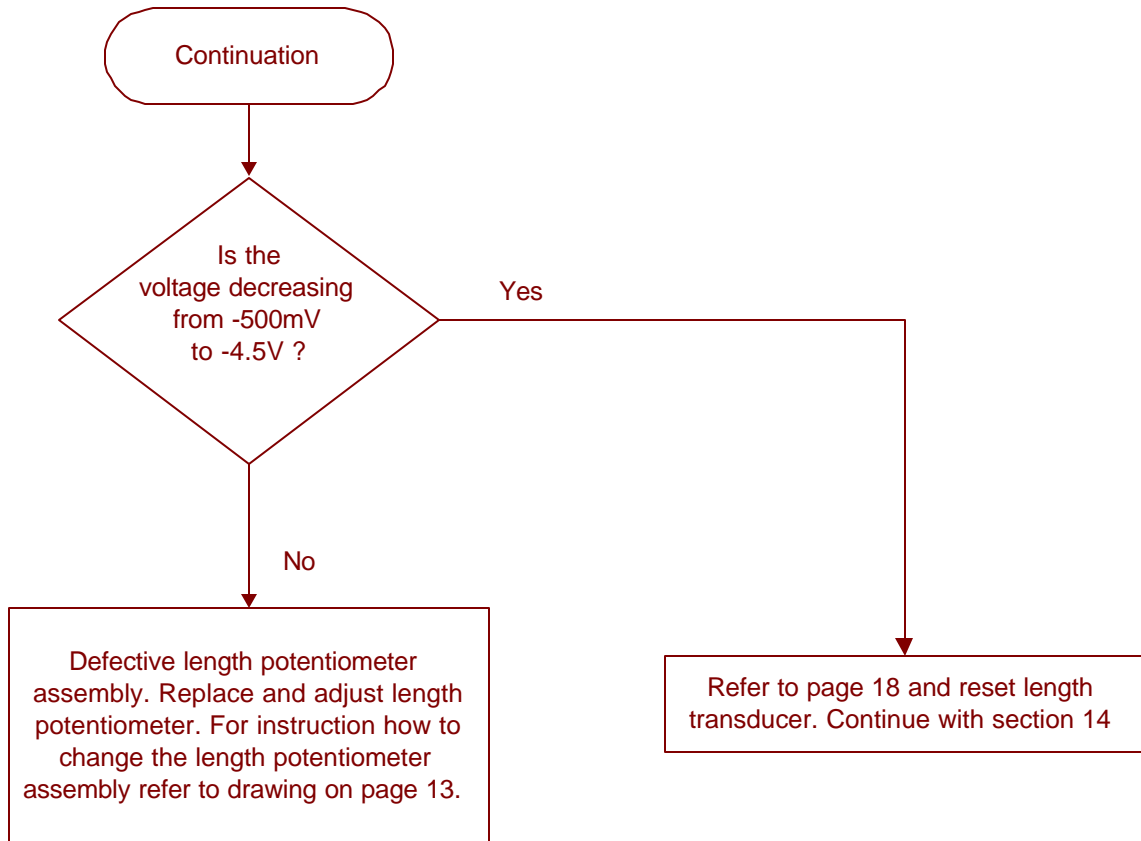 Continuation
Is the
voltage decreasing
from -500mV
to -4.5V ?
Yes
No
Defective length potentiometer
assembly. Replace and adjust length
potentiometer. For instruction how to
change the length potentiometer
assembly refer to drawing on page 13.
Refer to page 18 and reset length
transducer. Continue with section 14